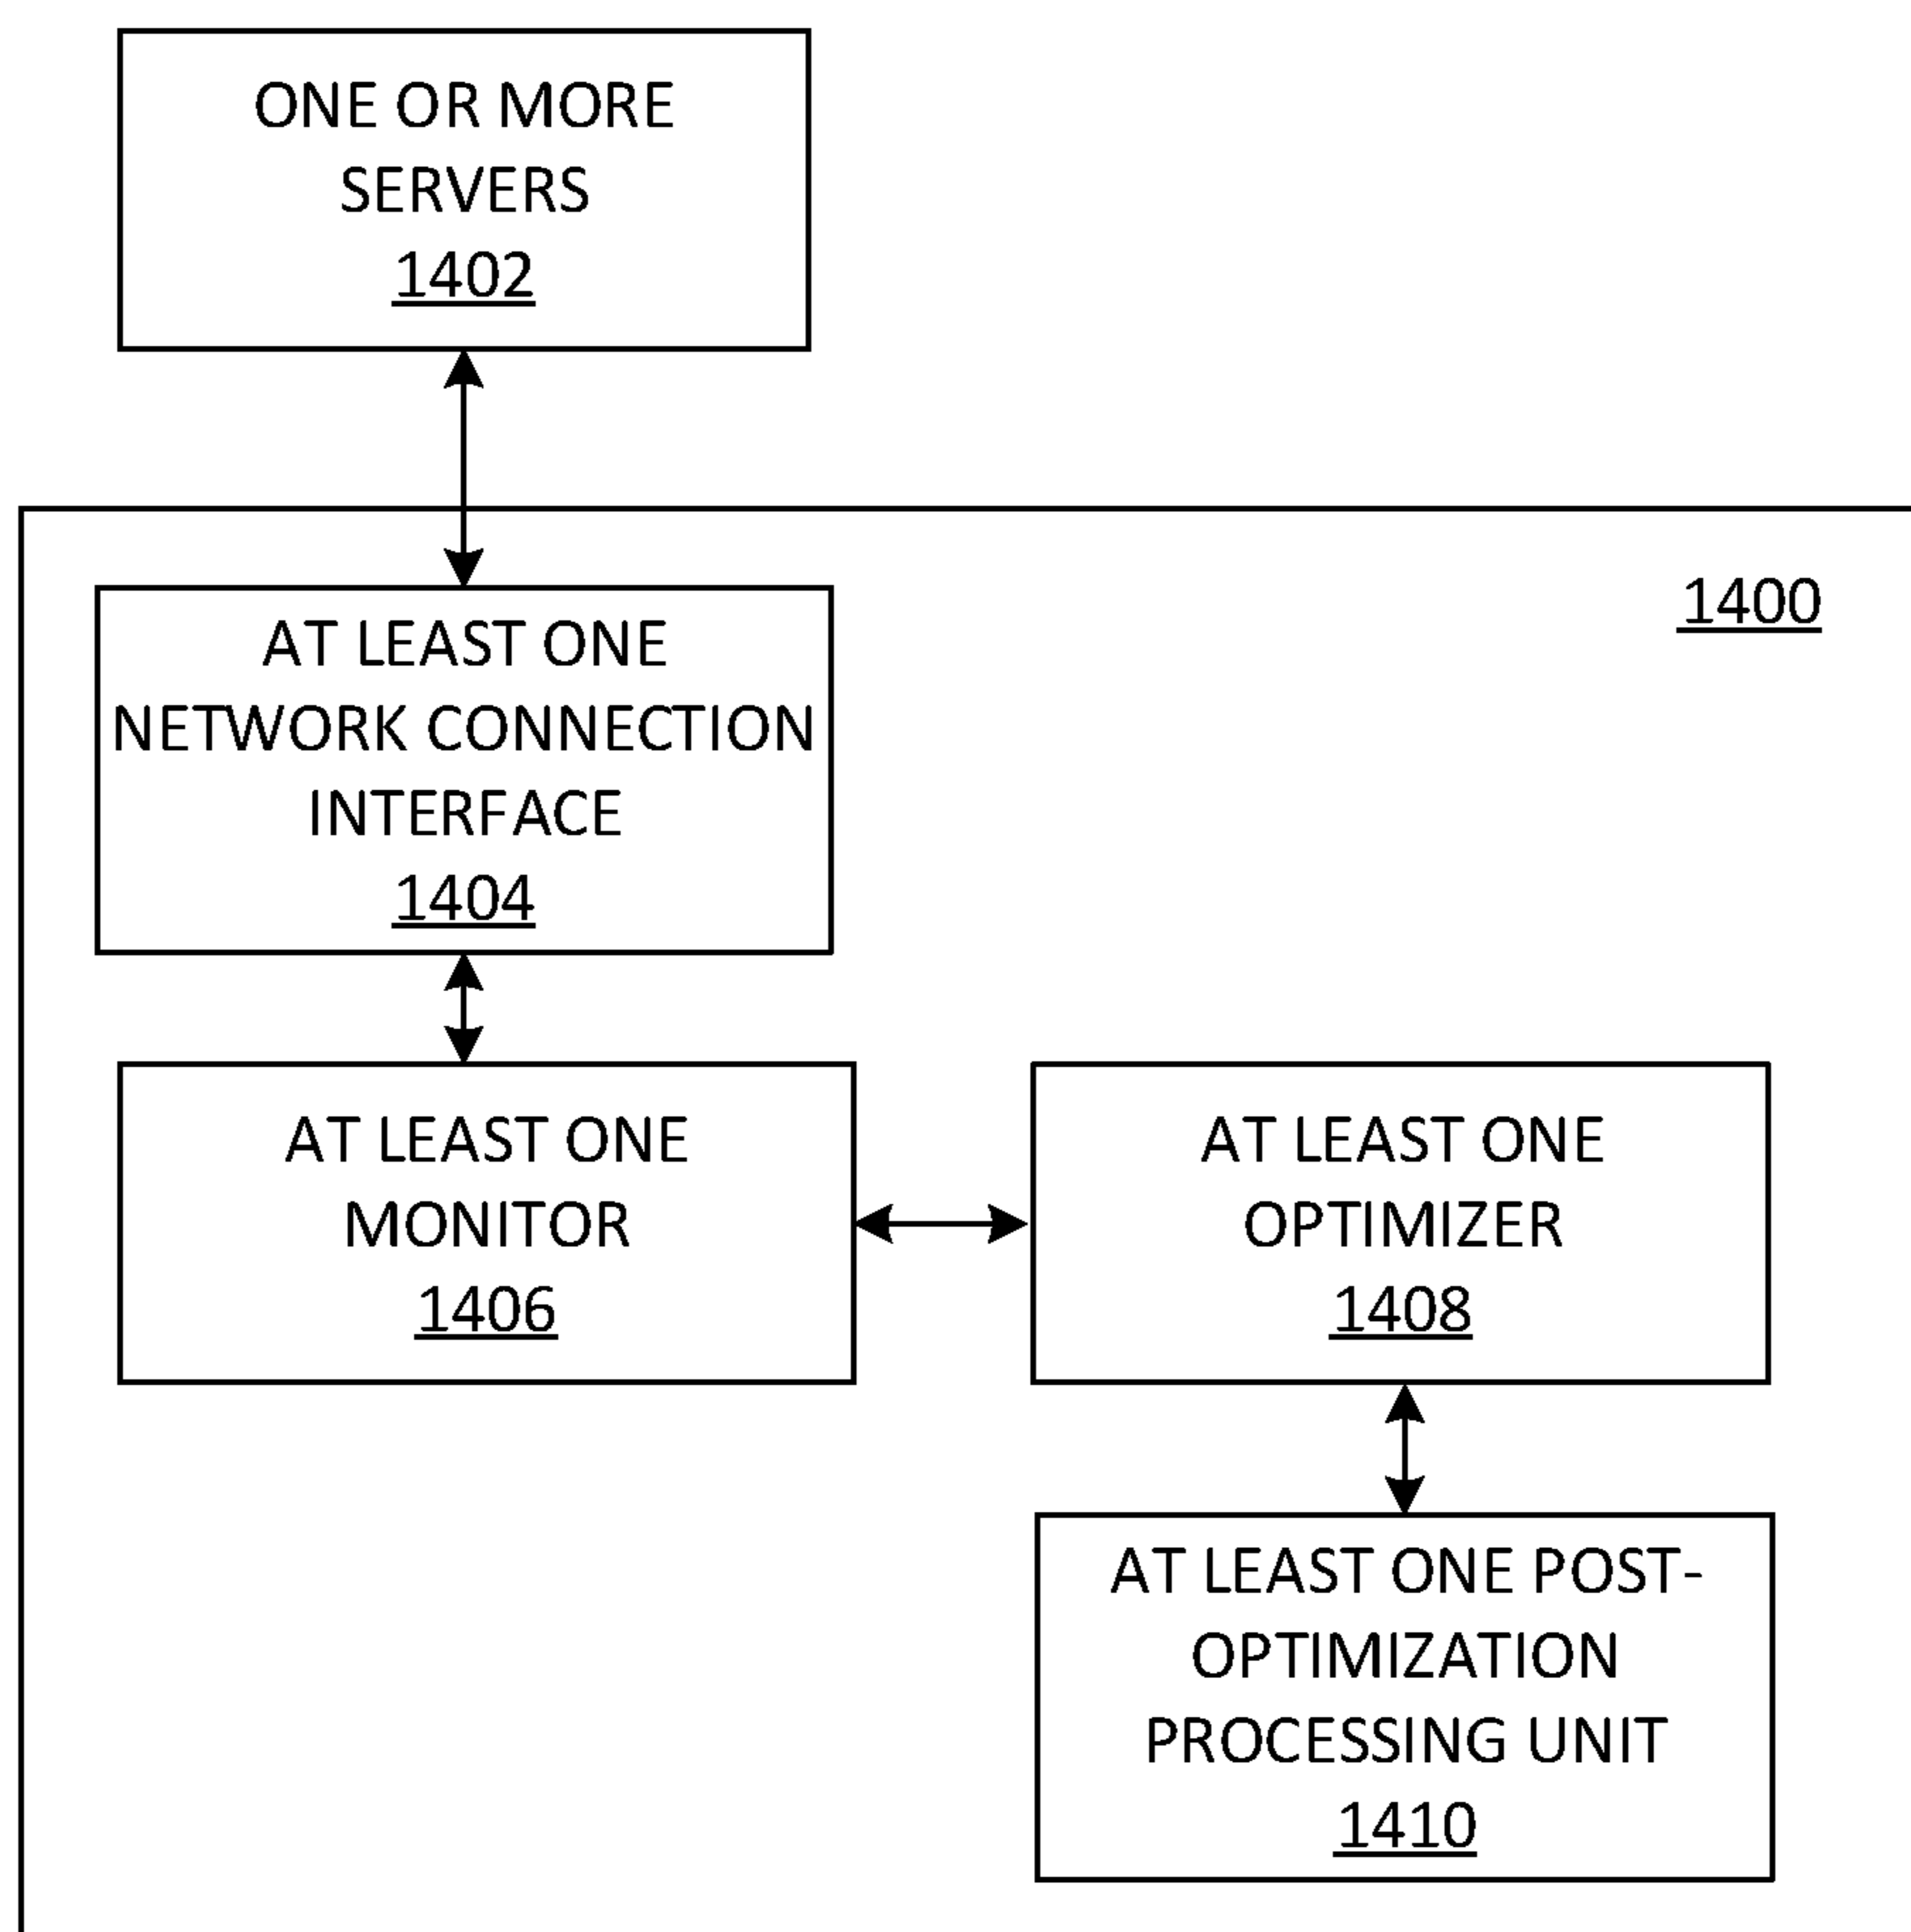 ONE OR MORE
SERVERS
1402
1400
AT LEAST ONE
NETWORK CONNECTION
INTERFACE
1404
AT LEAST ONE
MONITOR
1406
AT LEAST ONE
OPTIMIZER
1408
AT LEAST ONE POST-
OPTIMIZATION
PROCESSING UNIT
1410